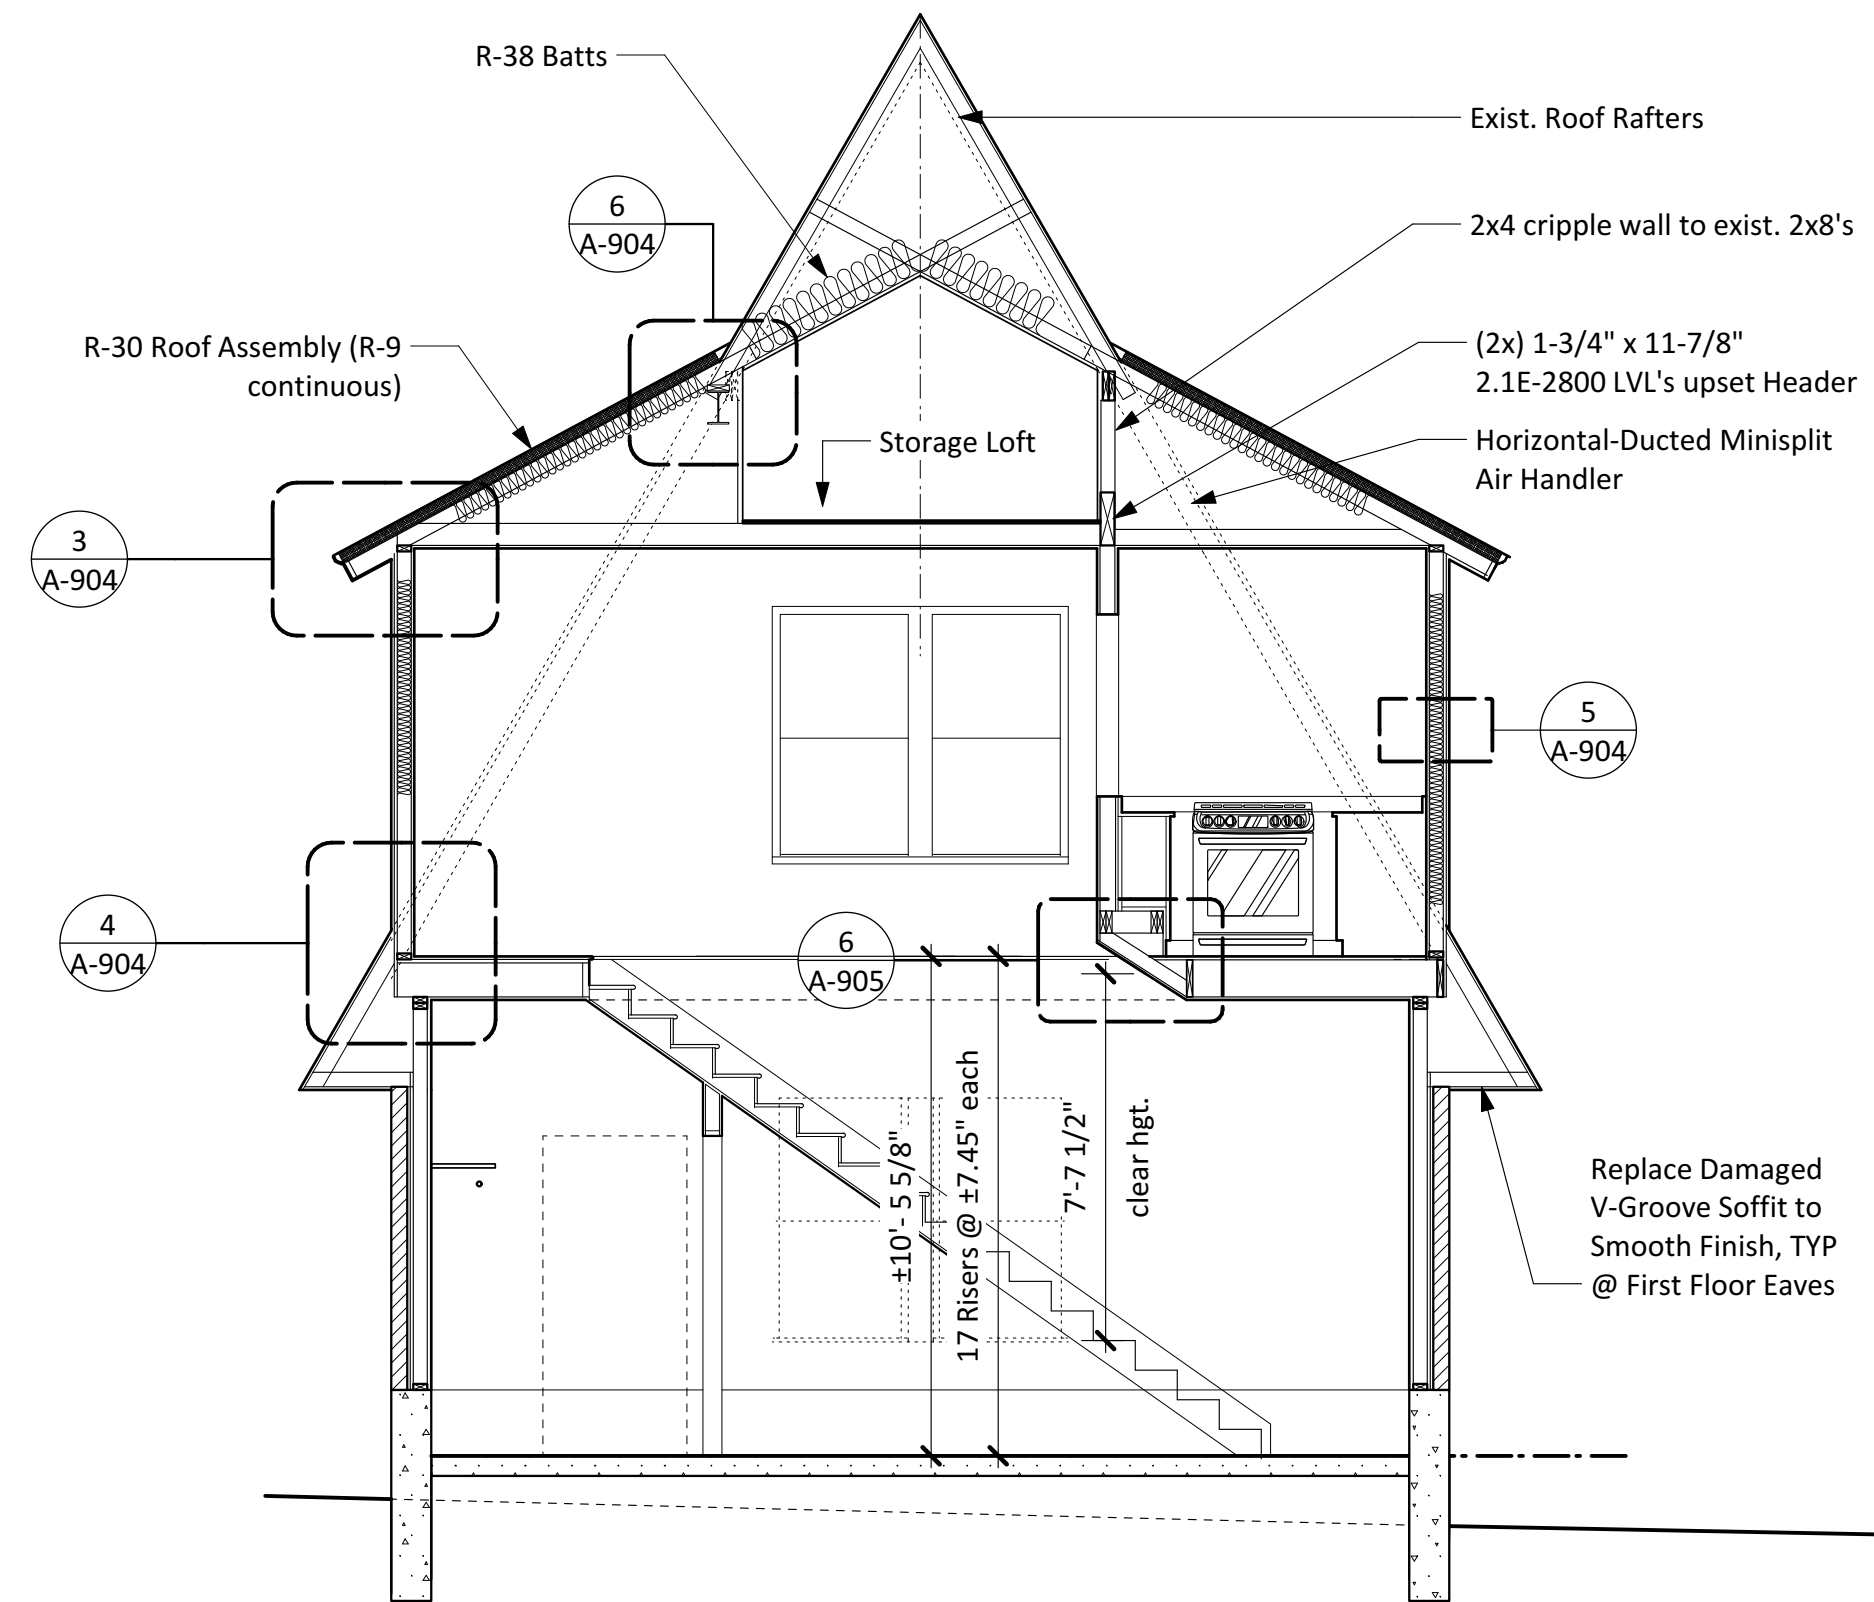 R-38 Batts
Exist. Roof Rafters
6
A-904
2x4 cripple wall to exist. 2x8's
R-30 Roof Assembly (R-9
continuous)
(2x) 1-3/4" x 11-7/8"
2.1E-2800 LVL's upset Header
Storage Loft
Horizontal-Ducted Minisplit
Air Handler
3
A-904
5
A-904
4
A-904
6
A-905
±10'- 5 5/8"
17 Risers @ ±7.45" each
7'-7 1/2"
clear hgt.
Replace Damaged
V-Groove Soffit to
Smooth Finish, TYP
@ First Floor Eaves